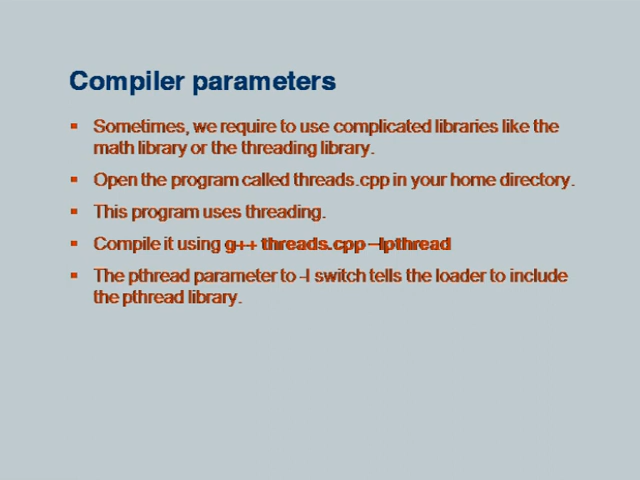 Compiler parameters
▪ Sometimes, we require to use complicated libraries like the
math library or the threading library.
▪ Open the program called threads.cpp in your home directory.
▪ This program uses threading.
▪ Compile it using g++ threads.cpp –lpthread
▪ The pthread parameter to -l switch tells the loader to include
the pthread library.